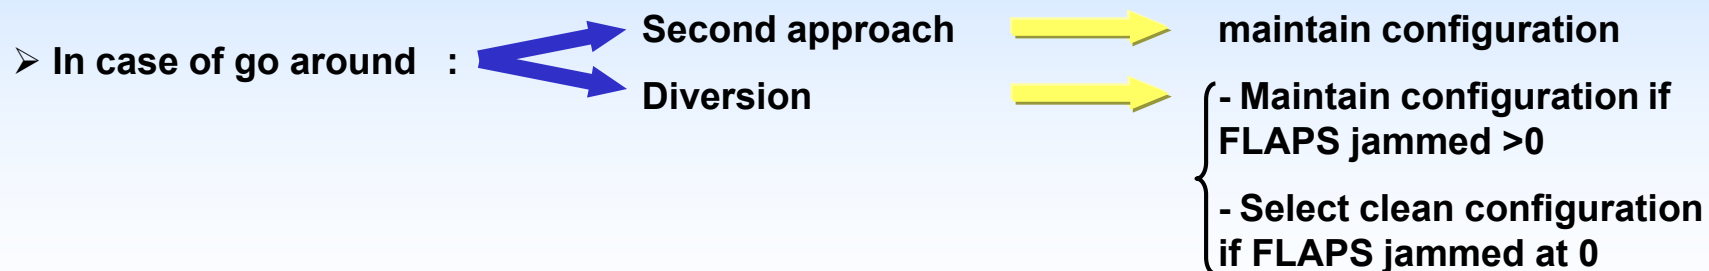 Second approach
maintain configuration
➢ In case of go around :
Diversion
- Maintain configuration if
FLAPS jammed >0
- Select clean configuration
if FLAPS jammed at 0